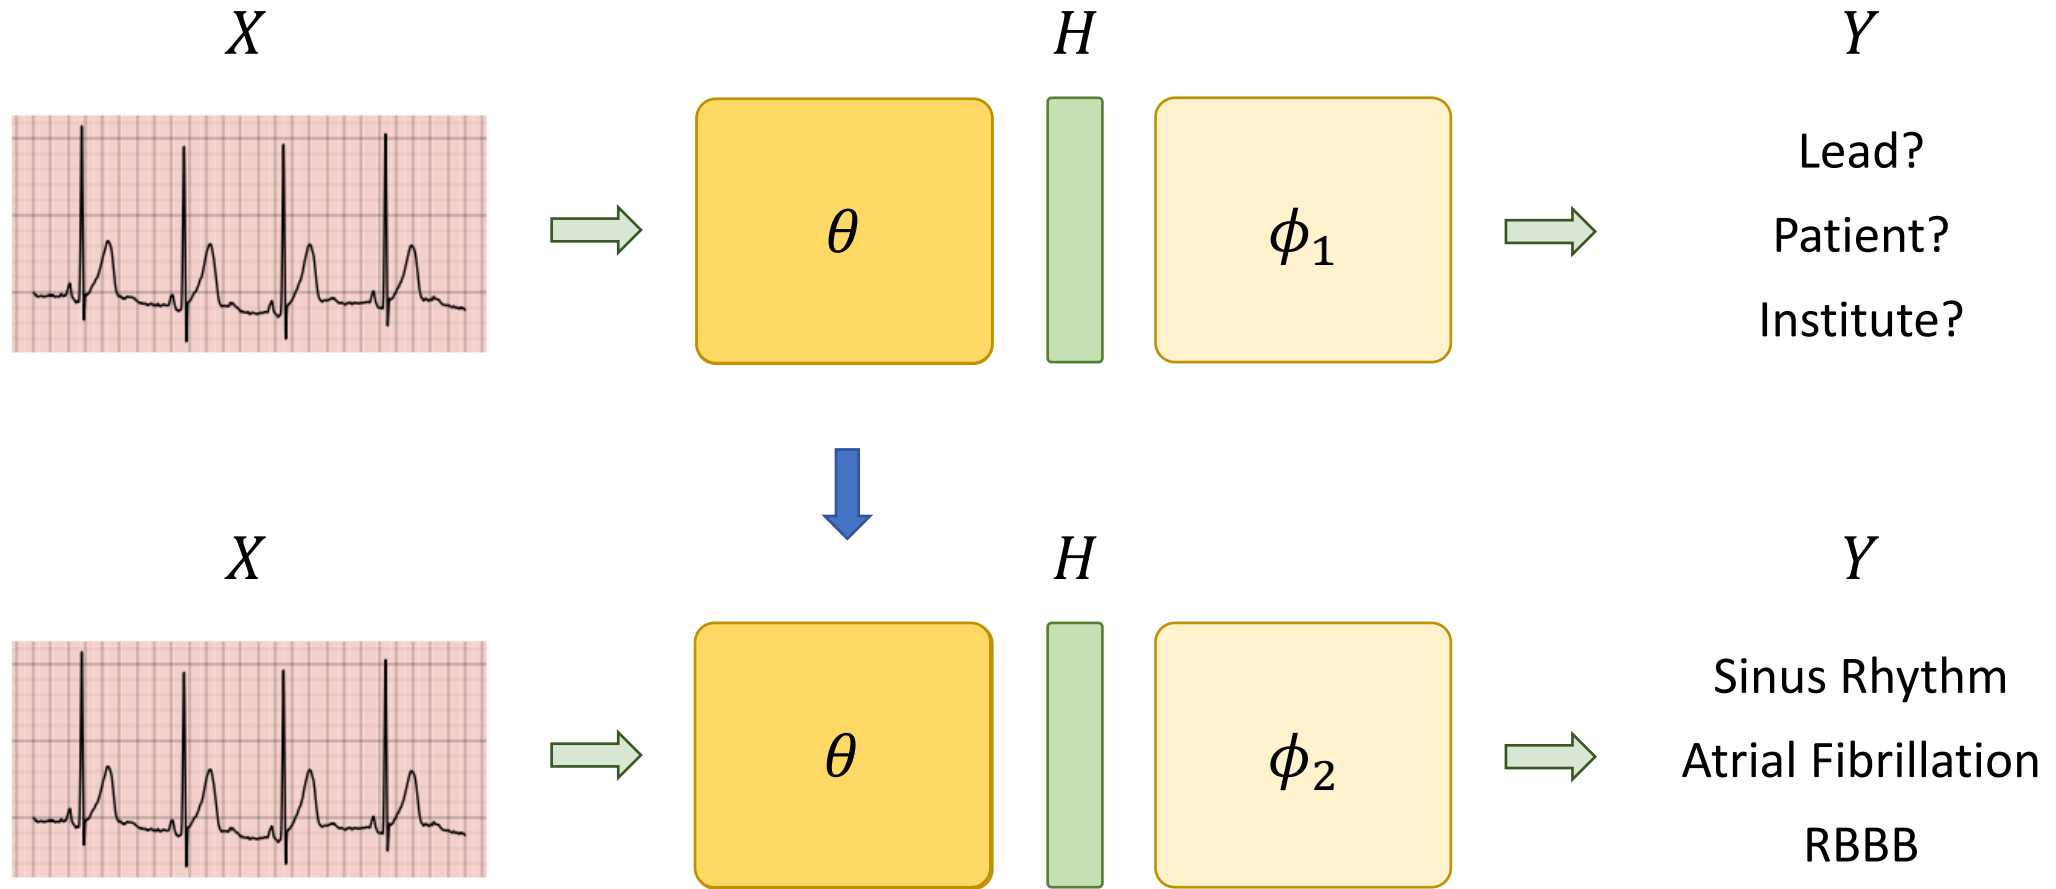 X H Y
Lead?
θ ϕ₁ Patient?
Institute?
X H Y
Sinus Rhythm
θ ϕ₂ Atrial Fibrillation
RBBB